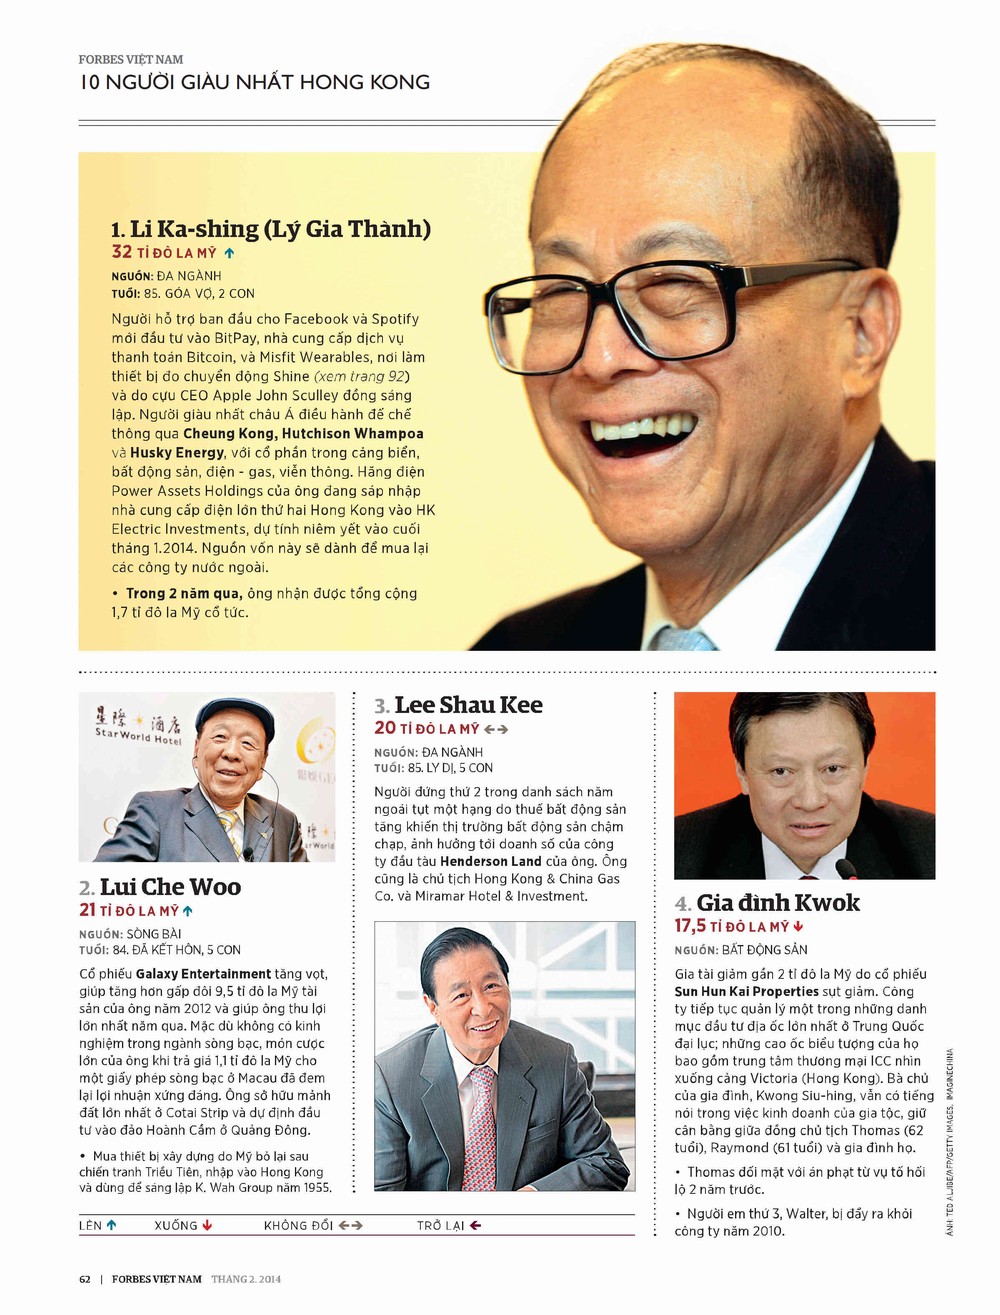 FORBES VIỆT NAM
10 NGƯỜI GIÀU NHẤT HONG KONG
1. Li Ka-shing (Lý Gia Thành)
32 TỈ ĐÔ LA MỸ ↑
NGUỒN: ĐA NGÀNH
TUỔI: 85. GÓA VỢ, 2 CON
Người hỗ trợ ban đầu cho Facebook và Spotify
mới đầu tư vào BitPay, nhà cung cấp dịch vụ
thanh toán Bitcoin, và Misfit Wearables, nơi làm
thiết bị đo chuyển động Shine (xem trang 92)
và do cựu CEO Apple John Sculley đồng sáng
lập. Người giàu nhất châu Á điều hành đế chế
thông qua Cheung Kong, Hutchison Whampoa
và Husky Energy, với cổ phần trong cảng biển,
bất động sản, điện - gas, viễn thông. Hãng điện
Power Assets Holdings của ông đang sáp nhập
nhà cung cấp điện lớn thứ hai Hong Kong vào HK
Electric Investments, dự tính niêm yết vào cuối
tháng 1.2014. Nguồn vốn này sẽ dành để mua lại
các công ty nước ngoài.
• Trong 2 năm qua, ông nhận được tổng cộng
1,7 tỉ đô la Mỹ cổ tức.
星際 酒店
StarWorld Hotel
2. Lui Che Woo
21 TỈ ĐÔ LA MỸ ↑
NGUỒN: SÒNG BÀI
TUỔI: 84. ĐÃ KẾT HÔN, 5 CON
Cổ phiếu Galaxy Entertainment tăng vọt,
giúp tăng hơn gấp đôi 9,5 tỉ đô la Mỹ tài
sản của ông năm 2012 và giúp ông thu lợi
lớn nhất năm qua. Mặc dù không có kinh
nghiệm trong ngành sòng bạc, món cược
lớn của ông khi trả giá 1,1 tỉ đô la Mỹ cho
một giấy phép sòng bạc ở Macau đã đem
lại lợi nhuận xứng đáng. Ông sở hữu mảnh
đất lớn nhất ở Cotai Strip và dự định đầu
tư vào đảo Hoành Cầm ở Quảng Đông.
• Mua thiết bị xây dựng do Mỹ bỏ lại sau
chiến tranh Triều Tiên, nhập vào Hong Kong
và dùng để sáng lập K. Wah Group năm 1955.
3. Lee Shau Kee
20 TỈ ĐÔ LA MỸ ←→
NGUỒN: ĐA NGÀNH
TUỔI: 85. LY DỊ, 5 CON
Người đứng thứ 2 trong danh sách năm
ngoái tụt một hạng do thuế bất động sản
tăng khiến thị trường bất động sản chậm
chạp, ảnh hưởng tới doanh số của công
ty đầu tàu Henderson Land của ông. Ông
cũng là chủ tịch Hong Kong & China Gas
Co. và Miramar Hotel & Investment.
4. Gia đình Kwok
17,5 TỈ ĐÔ LA MỸ ↓
NGUỒN: BẤT ĐỘNG SẢN
Gia tài giảm gần 2 tỉ đô la Mỹ do cổ phiếu
Sun Hun Kai Properties sụt giảm. Công
ty tiếp tục quản lý một trong những danh
mục đầu tư địa ốc lớn nhất ở Trung Quốc
đại lục; những cao ốc biểu tượng của họ
bao gồm trung tâm thương mại ICC nhìn
xuống cảng Victoria (Hong Kong). Bà chủ
của gia đình, Kwong Siu-hing, vẫn có tiếng
nói trong việc kinh doanh của gia tộc, giữ
cân bằng giữa đồng chủ tịch Thomas (62
tuổi), Raymond (61 tuổi) và gia đình họ.
• Thomas đối mặt với án phạt từ vụ tố hối
lộ 2 năm trước.
• Người em thứ 3, Walter, bị đẩy ra khỏi
công ty năm 2010.
ẢNH: TED ALJIBE/AFP/GETTY IMAGES, IMAGINECHINA
LÊN ↑ XUỐNG ↓ KHÔNG ĐỔI ←→ TRỞ LẠI ←
62 | FORBES VIỆT NAM THÁNG 2. 2014